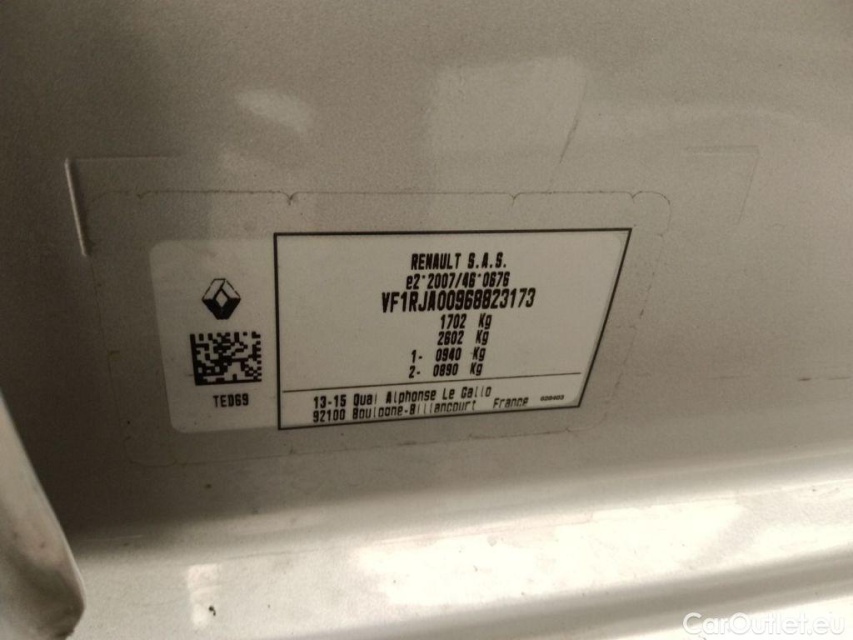 RENAULT S.A.S.
e2*2007/46*0676
VF1RJA00968823173
1702 Kg
2602 Kg
1- 0940 Kg
2- 0890 Kg
TED69
13-15 Quai Alphonse Le Gallo
92100 Boulogne-Billancourt France
CarOutlet.eu